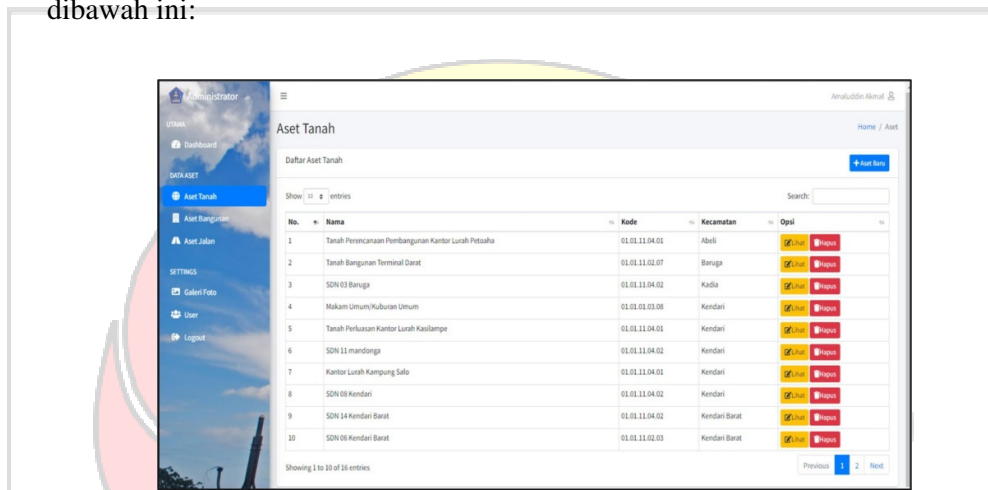 dibawah ini:
Administrator
Amaluddin Akmal
UTAMA
Dashboard
DATA ASET
Aset Tanah
Aset Bangunan
Aset Jalan
SETTINGS
Galeri Foto
User
Logout
Aset Tanah
Home / Aset
Daftar Aset Tanah
+ Aset Baru
Show 10 entries
Search:
No. Nama Kode Kecamatan Opsi
1 Tanah Perencanaan Pembangunan Kantor Lurah Petoaha 01.01.11.04.01 Abeli Lihat Hapus
2 Tanah Bangunan Terminal Darat 01.01.11.02.07 Baruga Lihat Hapus
3 SDN 03 Baruga 01.01.11.04.02 Kadia Lihat Hapus
4 Makam Umum/Kuburan Umum 01.01.01.03.08 Kendari Lihat Hapus
5 Tanah Perluasan Kantor Lurah Kasilampe 01.01.11.04.01 Kendari Lihat Hapus
6 SDN 11 mandonga 01.01.11.04.02 Kendari Lihat Hapus
7 Kantor Lurah Kampung Salo 01.01.11.04.01 Kendari Lihat Hapus
8 SDN 08 Kendari 01.01.11.04.02 Kendari Lihat Hapus
9 SDN 14 Kendari Barat 01.01.11.04.02 Kendari Barat Lihat Hapus
10 SDN 06 Kendari Barat 01.01.11.02.03 Kendari Barat Lihat Hapus
Showing 1 to 10 of 16 entries
Previous 1 2 Next